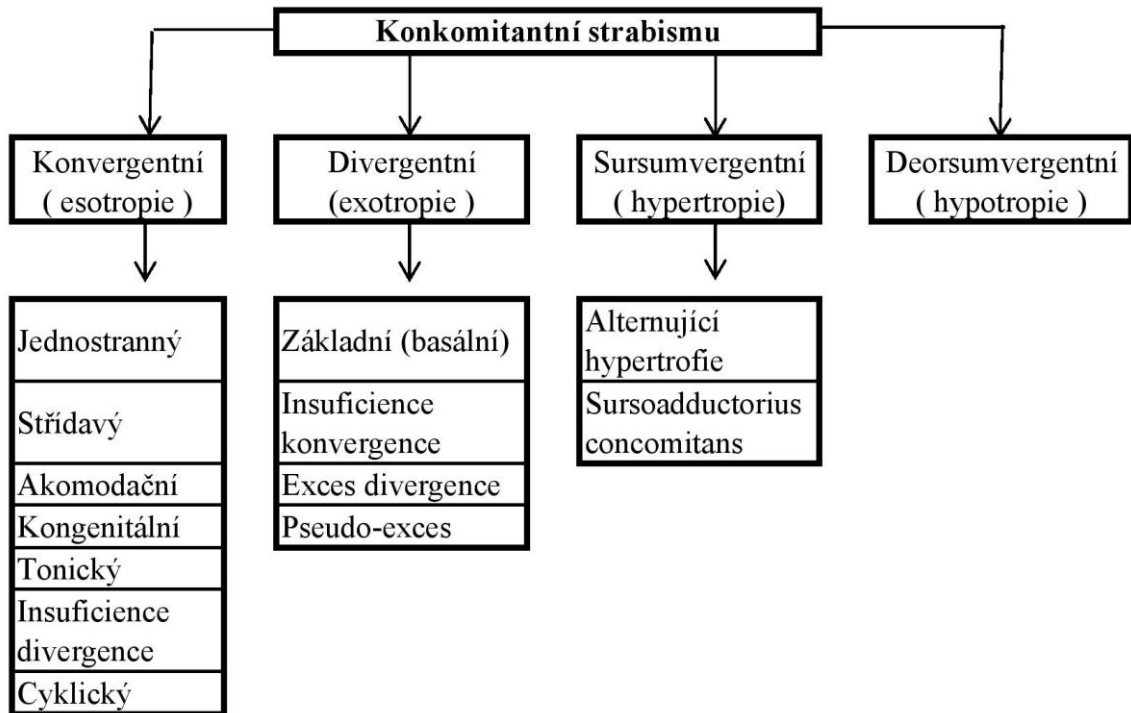 Konkomitantní strabismu
Konvergentní
( esotropie )
Divergentní
(exotropie )
Sursumvergentní
( hypertropie)
Deorsumvergentní
( hypotropie )
Jednostranný
Střídavý
Akomodační
Kongenitální
Tonický
Insuficience
divergence
Cyklický
Základní (basální)
Insuficience
konvergence
Exces divergence
Pseudo-exces
Alternující
hypertrofie
Sursoadductorius
concomitans